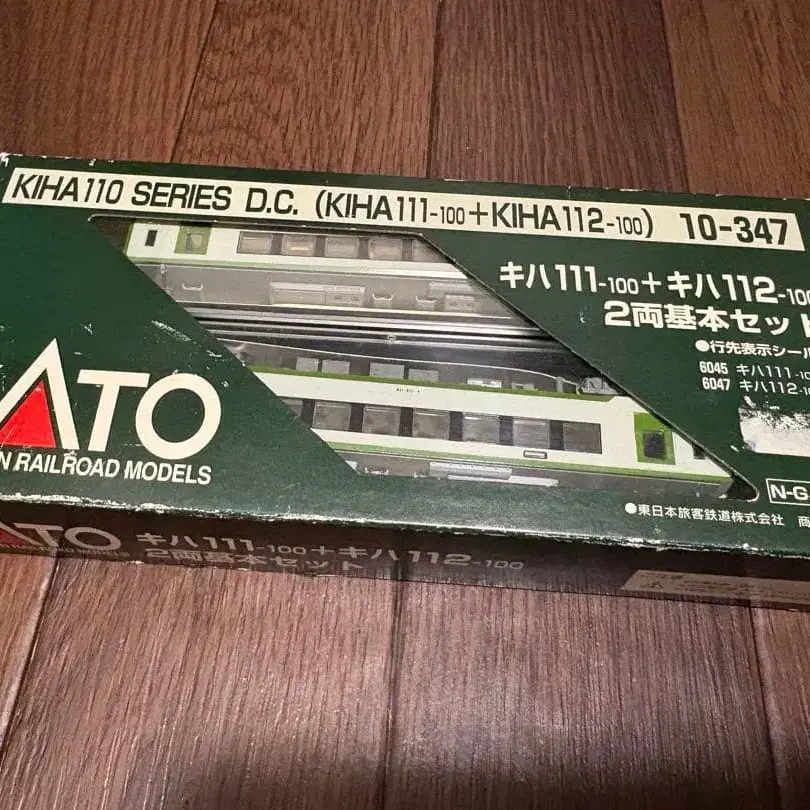 KIHA110 SERIES D.C. (KIHA111-100+KIHA112-100) 10-347
キハ111-100+キハ112-100
2両基本セット
●行先表示シール
6045 キハ111-10
6047 キハ112-
ATO
N RAILROAD MODELS
N-G
●東日本旅客鉄道株式会社 商
ATO
キハ111-100+キハ112-100
2両基本セット